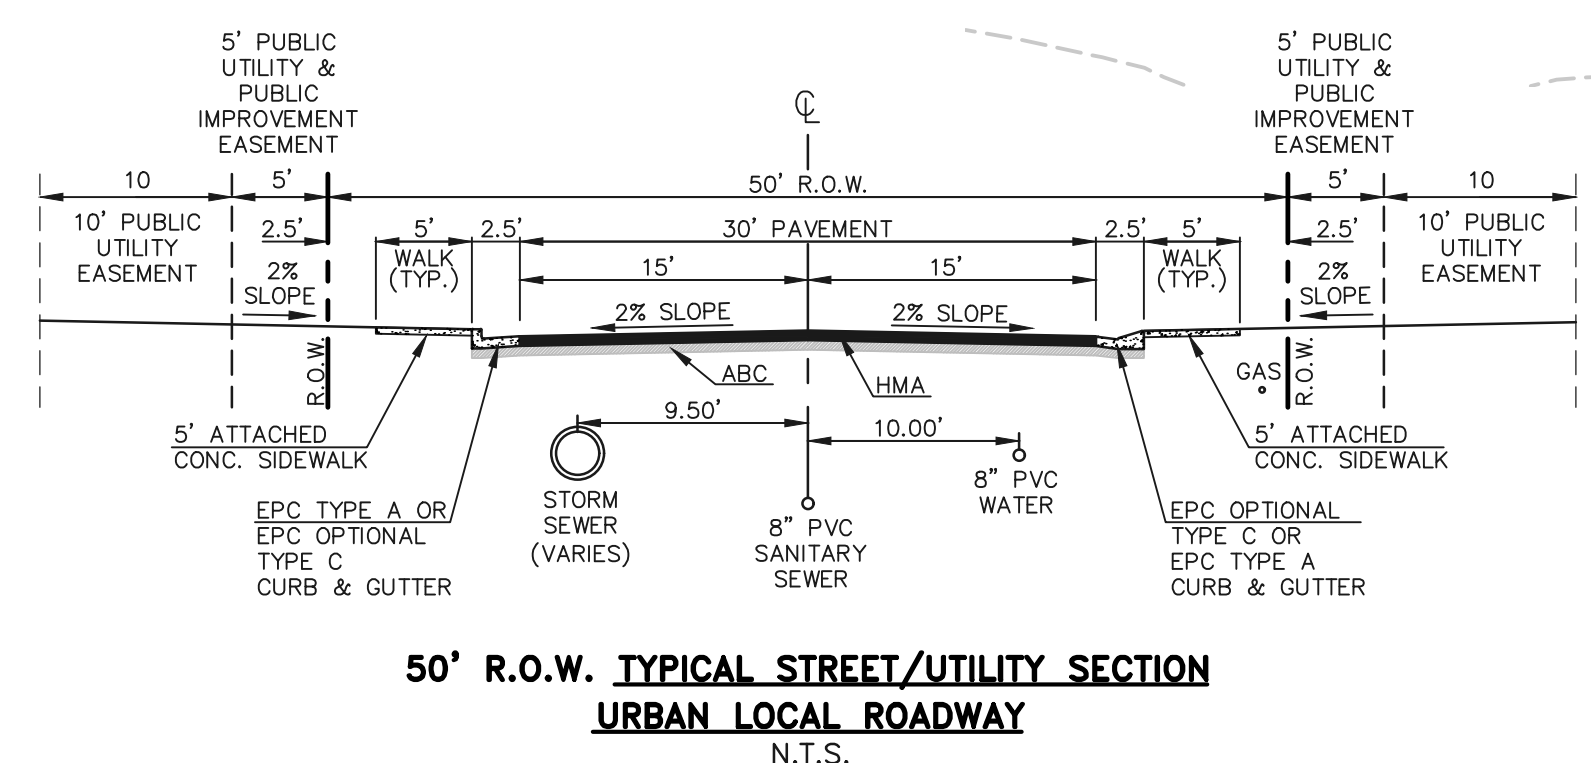 5' PUBLIC
UTILITY &
PUBLIC
IMPROVEMENT
EASEMENT
5' PUBLIC
UTILITY &
PUBLIC
IMPROVEMENT
EASEMENT
℄
10
5'
50' R.O.W.
5'
10
10' PUBLIC
UTILITY
EASEMENT
2.5'
5'
WALK
(TYP.)
2.5'
30' PAVEMENT
2.5'
5'
WALK
(TYP.)
2.5'
10' PUBLIC
UTILITY
EASEMENT
15'
15'
2%
SLOPE
2% SLOPE
2% SLOPE
2%
SLOPE
R.O.W.
ABC
HMA
GAS
R.O.W.
9.50'
10.00'
5' ATTACHED
CONC. SIDEWALK
5' ATTACHED
CONC. SIDEWALK
STORM
SEWER
(VARIES)
8" PVC
SANITARY
SEWER
8" PVC
WATER
EPC TYPE A OR
EPC OPTIONAL
TYPE C
CURB & GUTTER
EPC OPTIONAL
TYPE C OR
EPC TYPE A
CURB & GUTTER
50' R.O.W. TYPICAL STREET/UTILITY SECTION
URBAN LOCAL ROADWAY
N.T.S.